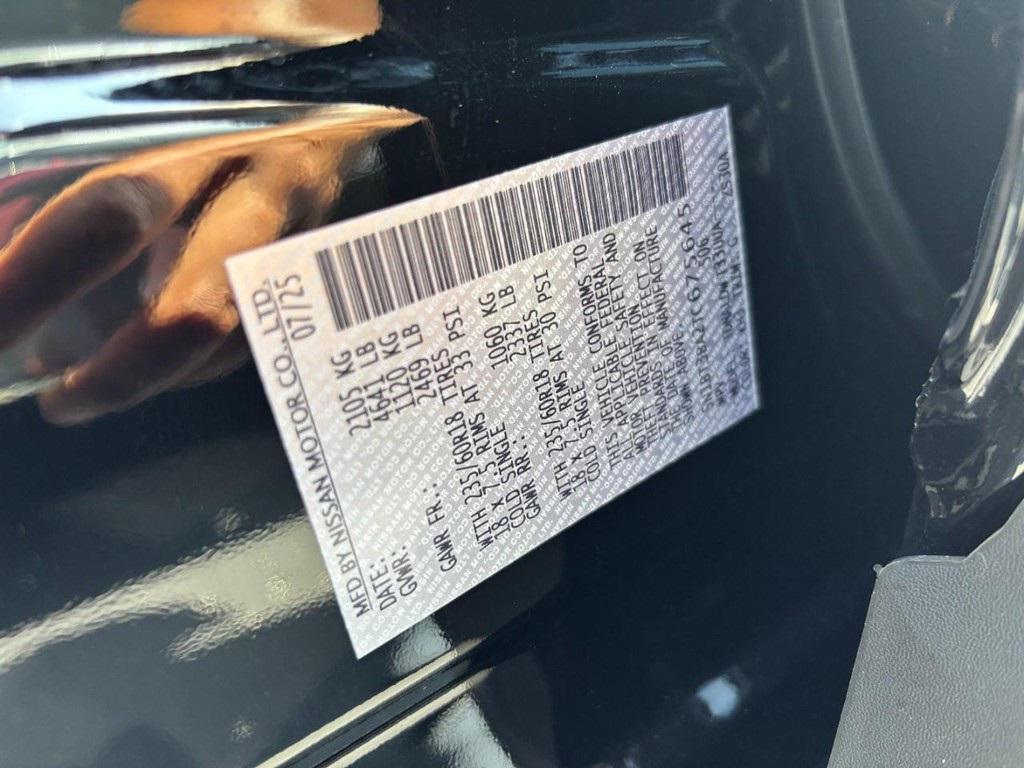 MFD BY NISSAN MOTOR CO., LTD.
DATE: 07/25
GVWR: 2105 KG
4641 LB
GAWR FR.: 1120 KG
2469 LB
WITH 235/60R18 TIRES
18 X 7.5 RIMS AT 33 PSI
COLD SINGLE
GAWR RR.: 1060 KG
2337 LB
WITH 235/60R18 TIRES
18 X 7.5 RIMS AT 30 PSI
COLD SINGLE
THIS VEHICLE CONFORMS TO
ALL APPLICABLE FEDERAL
MOTOR VEHICLE SAFETY AND
THEFT PREVENTION
STANDARDS IN EFFECT ON
THE DATE OF MANUFACTURE
SHOWN ABOVE.